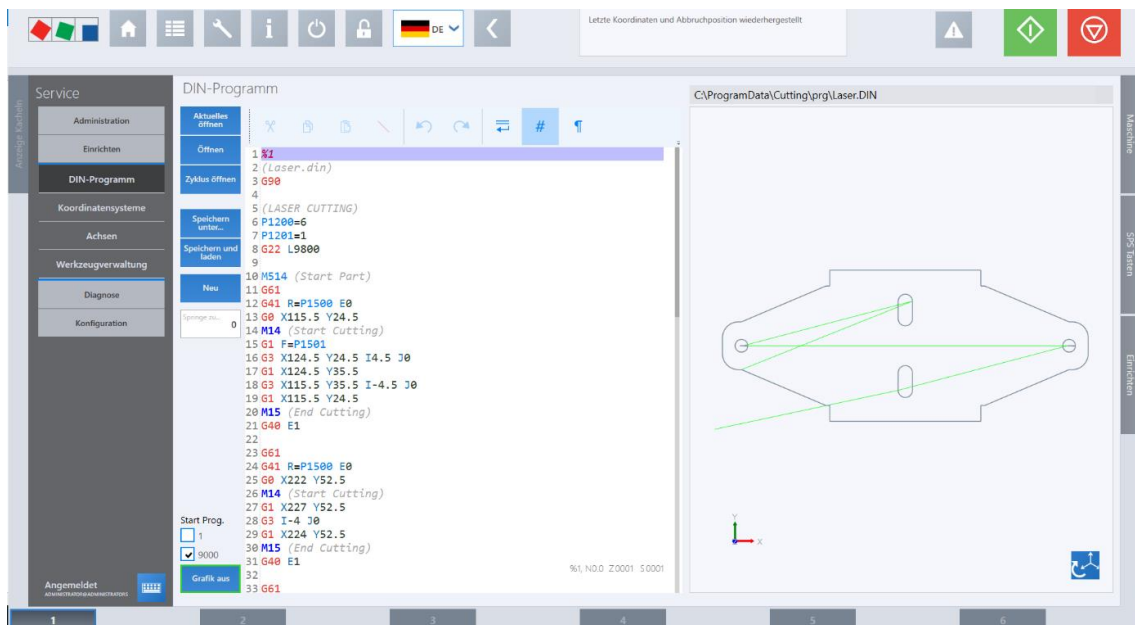 DE
Letzte Koordinaten und Abbruchposition wiederhergestellt
Anzeige Kacheln
Service
Administration
Einrichten
DIN-Programm
Koordinatensysteme
Achsen
Werkzeugverwaltung
Diagnose
Konfiguration
Angemeldet
ADMINISTRATOR@ADMINISTRATORS
DIN-Programm
Aktuelles
öffnen
Öffnen
Zyklus öffnen
Speichern
unter...
Speichern und
laden
Neu
Springe zu...
0
Start Prog.
1
9000
Grafik aus
# ¶
1 %1
2 (Laser.din)
3 G90
4
5 (LASER CUTTING)
6 P1200=6
7 P1201=1
8 G22 L9800
9
10 M514 (Start Part)
11 G61
12 G41 R=P1500 E0
13 G0 X115.5 Y24.5
14 M14 (Start Cutting)
15 G1 F=P1501
16 G3 X124.5 Y24.5 I4.5 J0
17 G1 X124.5 Y35.5
18 G3 X115.5 Y35.5 I-4.5 J0
19 G1 X115.5 Y24.5
20 M15 (End Cutting)
21 G40 E1
22
23 G61
24 G41 R=P1500 E0
25 G0 X222 Y52.5
26 M14 (Start Cutting)
27 G1 X227 Y52.5
28 G3 I-4 J0
29 G1 X224 Y52.5
30 M15 (End Cutting)
31 G40 E1
32
33 G61
%1, N0.0 Z0001 S0001
C:\ProgramData\Cutting\prg\Laser.DIN
Y
X
Maschine
SPS Tasten
Einrichten
1
2
3
4
5
6